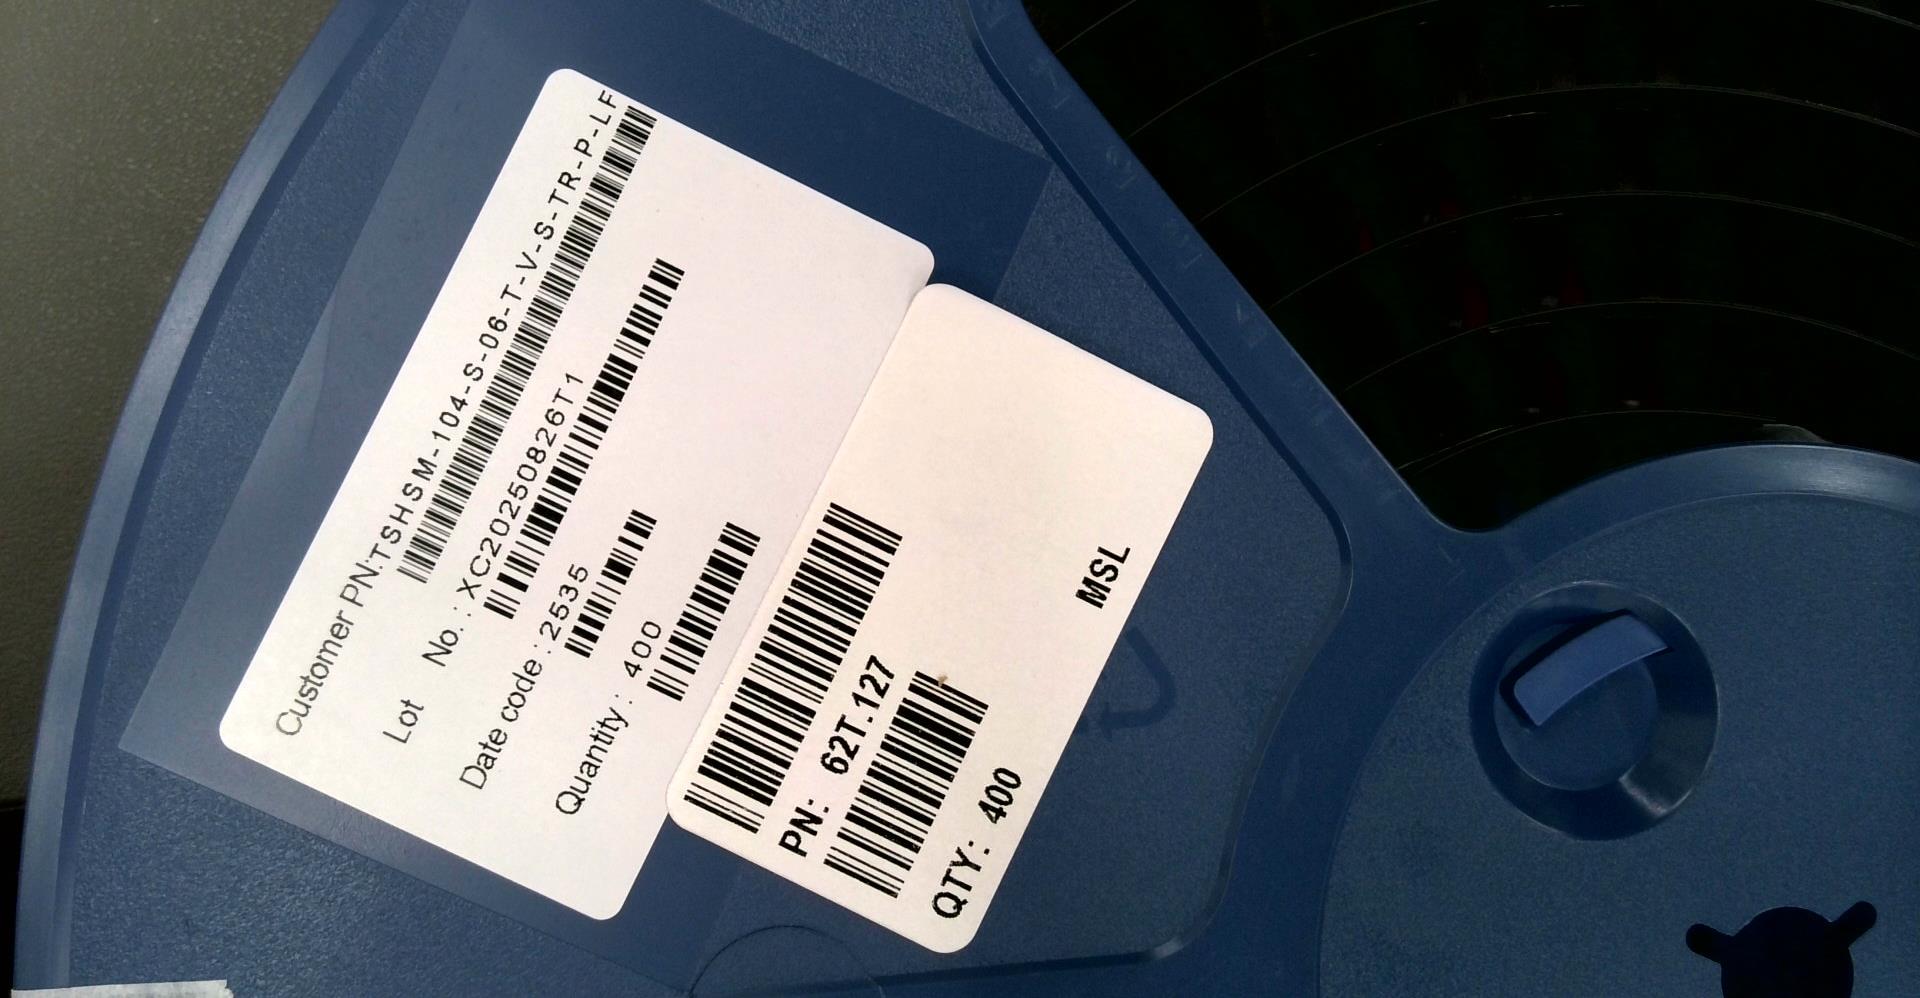 Customer PN:TSHSM-104-S-06-T-V-S-TR-P-LF
Lot No.: XC20250826T1
Date code: 2535
Quantity: 400
PN: 62T.127
QTY: 400
MSL